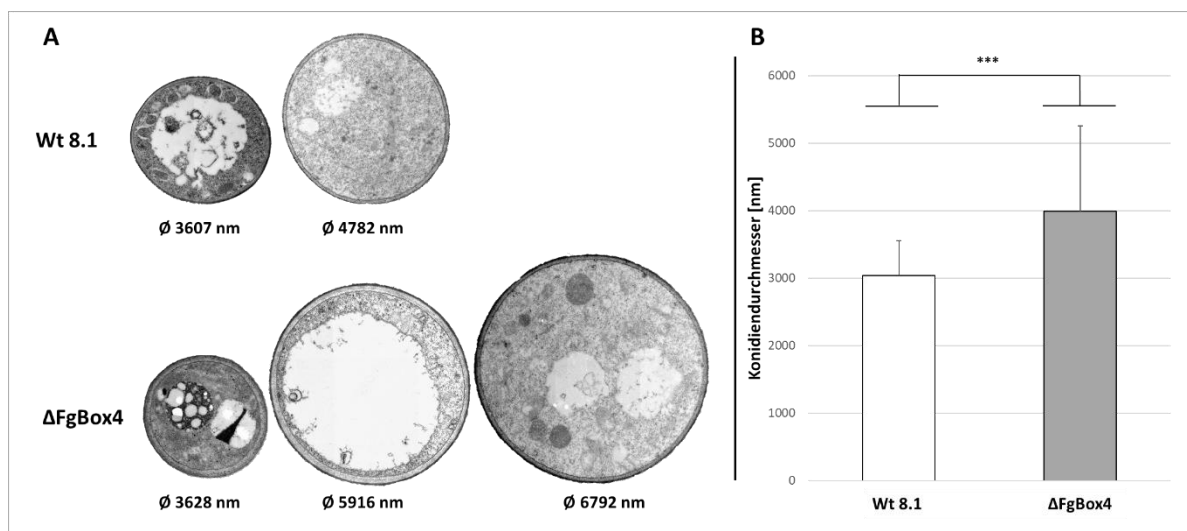 A
Wt 8.1
Ø 3607 nm
Ø 4782 nm
ΔFgBox4
Ø 3628 nm
Ø 5916 nm
Ø 6792 nm
B
***
Konidiendurchmesser [nm]
6000
5000
4000
3000
2000
1000
0
Wt 8.1
ΔFgBox4